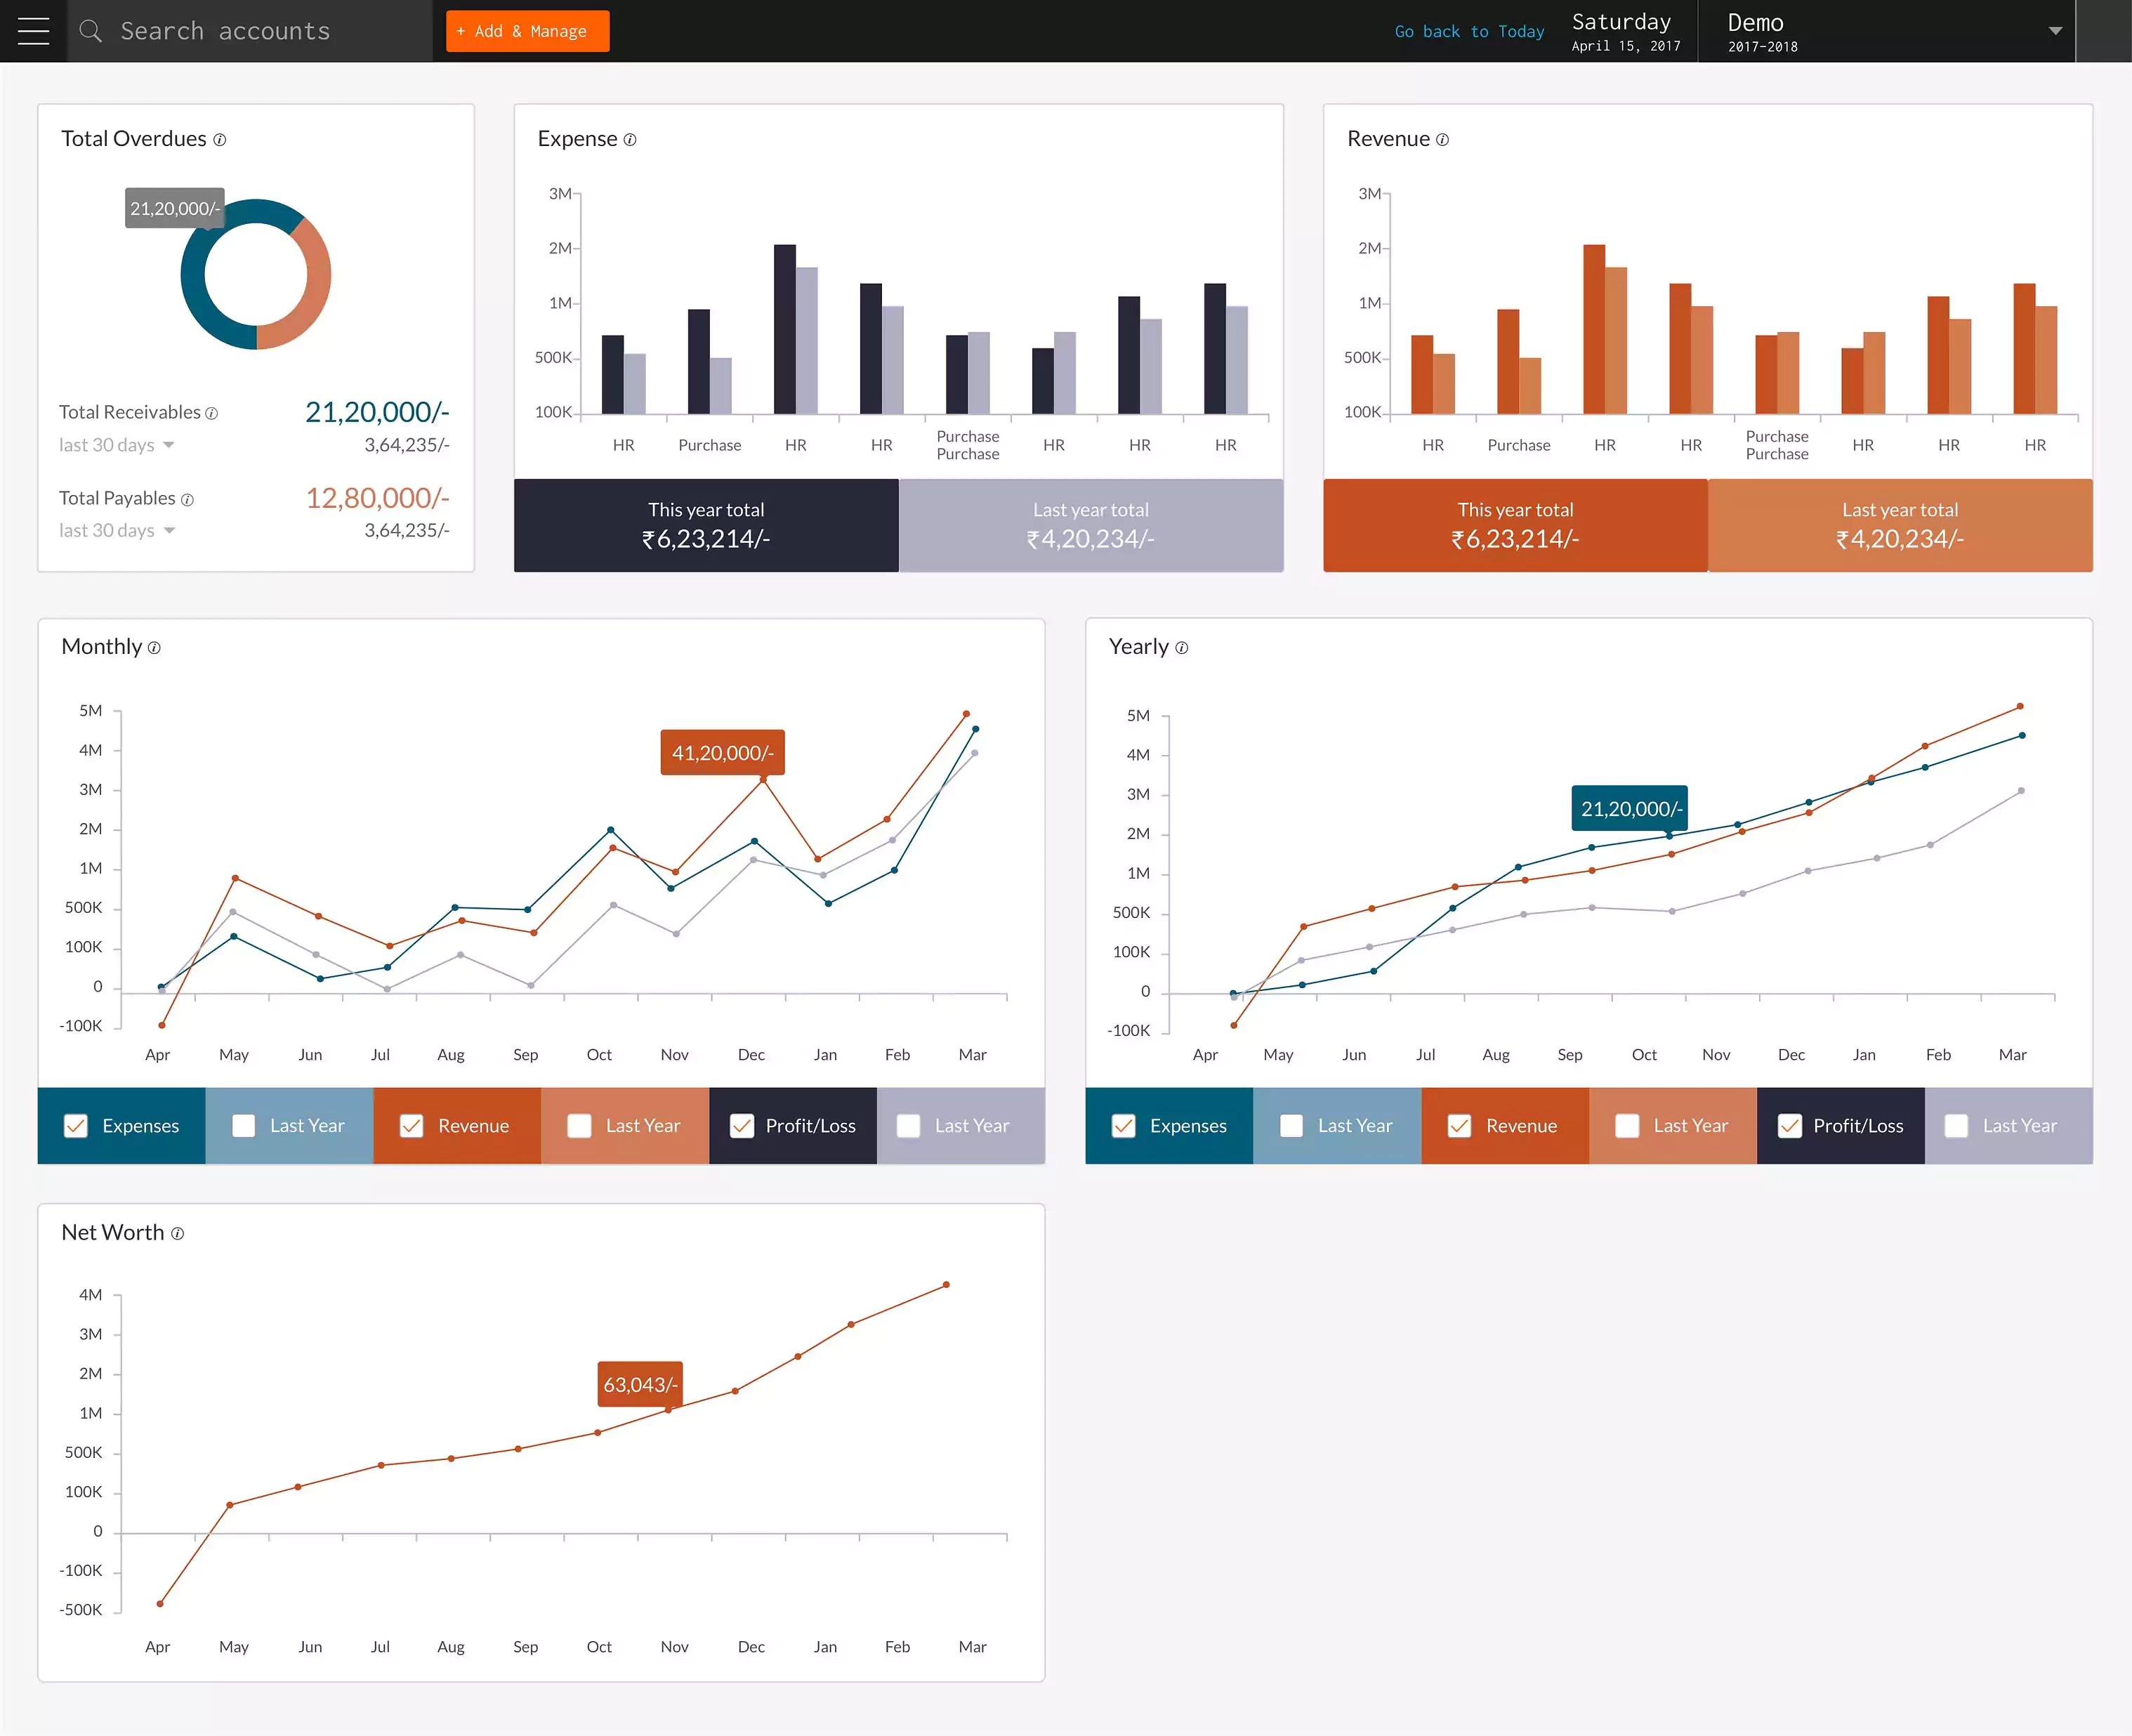 Search accounts
+ Add & Manage
Go back to Today
Saturday
April 15, 2017
Demo
2017-2018
Total Overdues
21,20,000/-
Total Receivables
21,20,000/-
last 30 days
3,64,235/-
Total Payables
12,80,000/-
last 30 days
3,64,235/-
Expense
3M
2M
1M
500K
100K
HR
Purchase
HR
HR
Purchase
Purchase
HR
HR
HR
This year total
₹6,23,214/-
Last year total
₹4,20,234/-
Revenue
3M
2M
1M
500K
100K
HR
Purchase
HR
HR
Purchase
Purchase
HR
HR
HR
This year total
₹6,23,214/-
Last year total
₹4,20,234/-
Monthly
5M
4M
3M
2M
1M
500K
100K
0
-100K
41,20,000/-
Apr
May
Jun
Jul
Aug
Sep
Oct
Nov
Dec
Jan
Feb
Mar
Expenses
Last Year
Revenue
Last Year
Profit/Loss
Last Year
Yearly
5M
4M
3M
2M
1M
500K
100K
0
-100K
21,20,000/-
Apr
May
Jun
Jul
Aug
Sep
Oct
Nov
Dec
Jan
Feb
Mar
Expenses
Last Year
Revenue
Last Year
Profit/Loss
Last Year
Net Worth
4M
3M
2M
1M
500K
100K
0
-100K
-500K
63,043/-
Apr
May
Jun
Jul
Aug
Sep
Oct
Nov
Dec
Jan
Feb
Mar